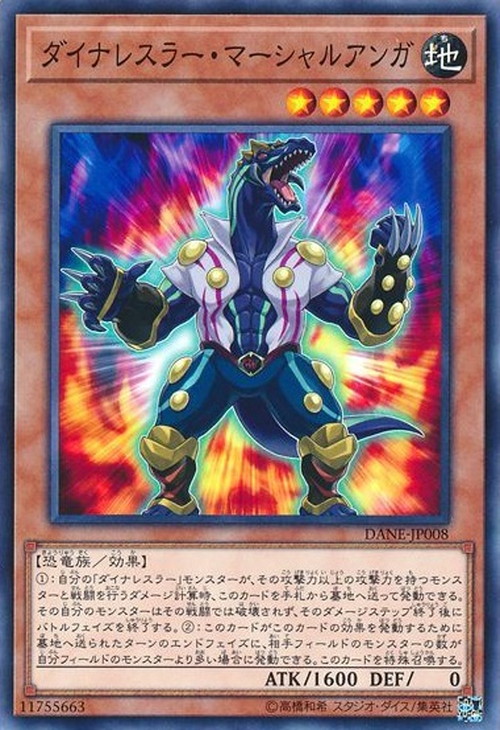 ダイナレスラー・マーシャルアンガ
地
DANE-JP008
【恐竜族/効果】
①:自分の「ダイナレスラー」モンスターが、その攻撃力以上の攻撃力を持つモンス
ターと戦闘を行うダメージ計算時、このカードを手札から墓地へ送って発動できる。
その自分のモンスターはその戦闘では破壊されず、そのダメージステップ終了後に
バトルフェイズを終了する。②:このカードがこのカードの効果を発動するために
墓地へ送られたターンのエンドフェイズに、相手フィールドのモンスターの数が
自分フィールドのモンスターより多い場合に発動できる。このカードを特殊召喚する。
ATK/1600 DEF/ 0
11755663 ©高橋和希 スタジオ・ダイス/集英社